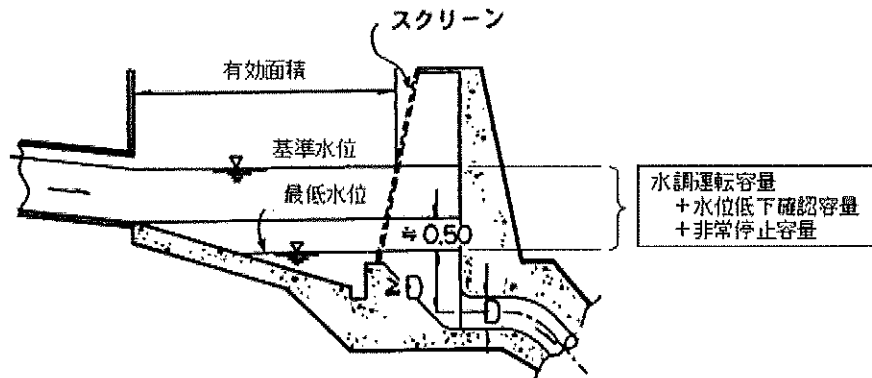 スクリーン
有効面積
基準水位
最低水位
≒0.50
水調運転容量
+水位低下確認容量
+非常停止容量
≥D
D